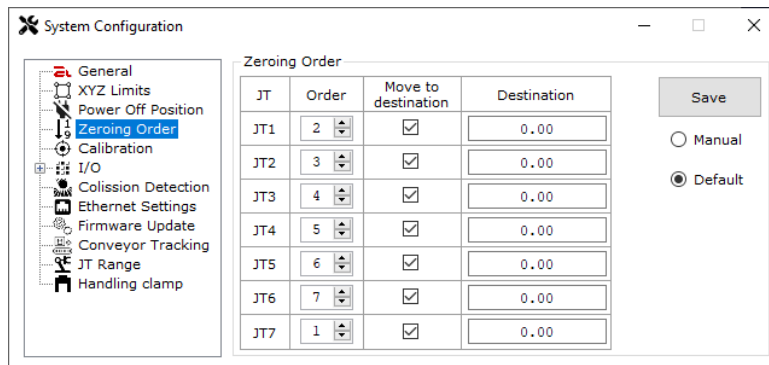 System Configuration
General
XYZ Limits
Power Off Position
Zeroing Order
Calibration
I/O
Colission Detection
Ethernet Settings
Firmware Update
Conveyor Tracking
JT Range
Handling clamp
Zeroing Order
JT Order Move to destination Destination
JT1 2 0.00
JT2 3 0.00
JT3 4 0.00
JT4 5 0.00
JT5 6 0.00
JT6 7 0.00
JT7 1 0.00
Save
Manual
Default